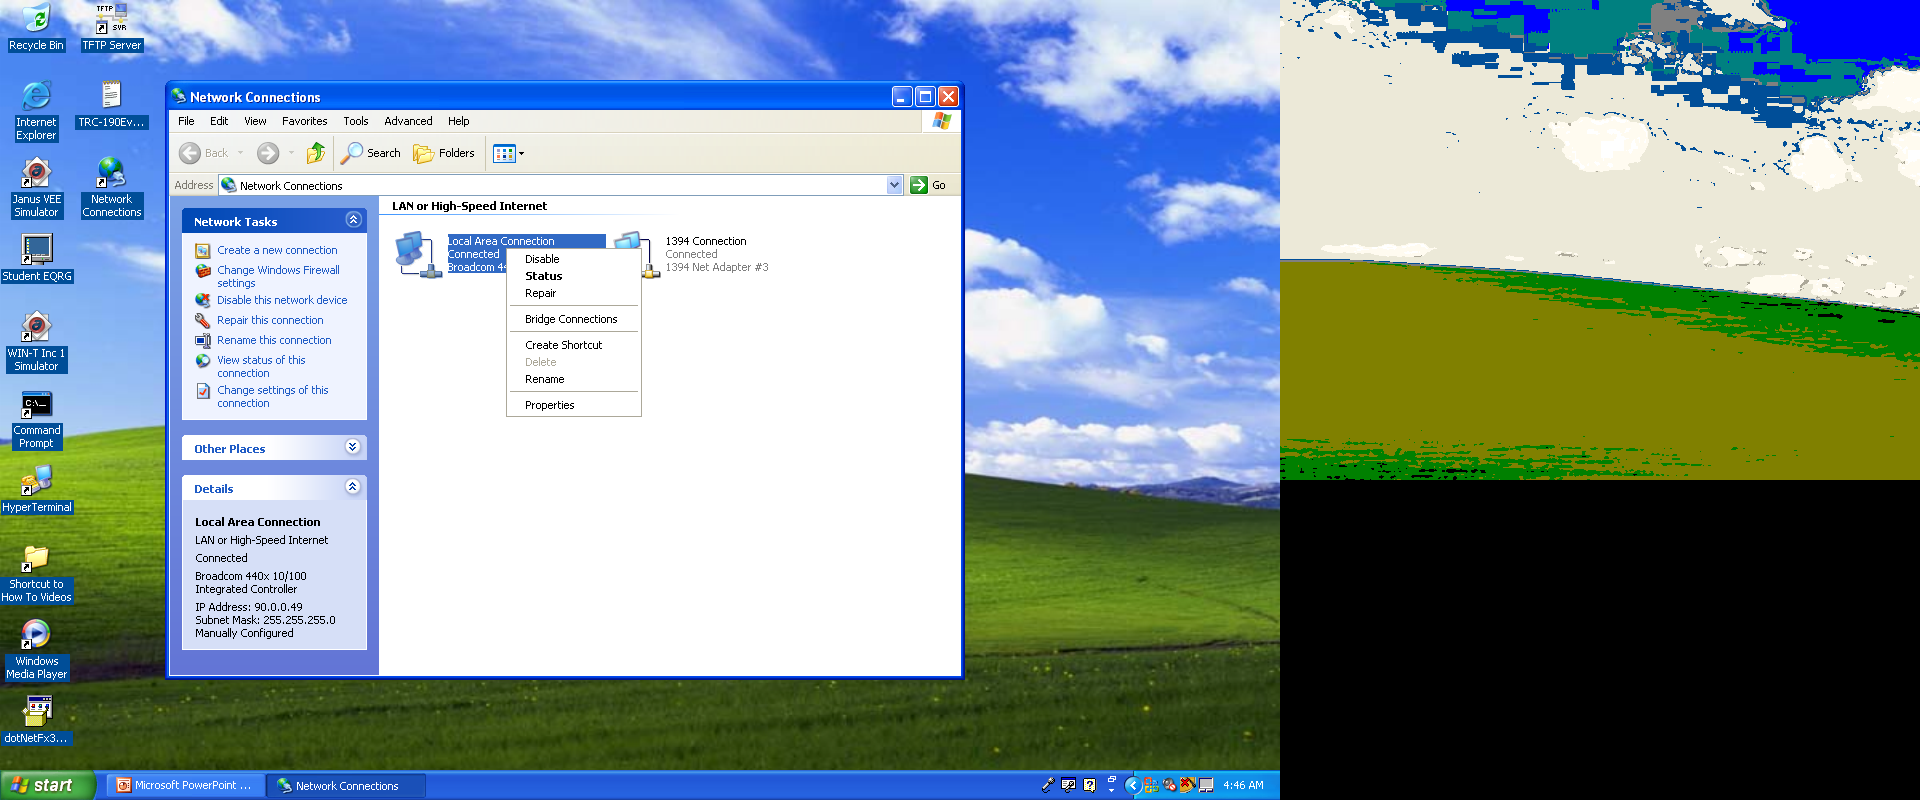 Recycle Bin
TFTP
SVR
TFTP Server
Internet
Explorer
TRC-190Ev...
Janus VEE
Simulator
Network
Connections
Student EQRG
WIN-T Inc 1
Simulator
C:\_
Command
Prompt
HyperTerminal
Shortcut to
How To Videos
Windows
Media Player
dotNetFx3...
Network Connections
File Edit View Favorites Tools Advanced Help
Back Search Folders
Address Network Connections Go
Network Tasks
Create a new connection
Change Windows Firewall
settings
Disable this network device
Repair this connection
Rename this connection
View status of this
connection
Change settings of this
connection
Other Places
Details
Local Area Connection
LAN or High-Speed Internet
Connected
Broadcom 440x 10/100
Integrated Controller
IP Address: 90.0.0.49
Subnet Mask: 255.255.255.0
Manually Configured
LAN or High-Speed Internet
Local Area Connection
Connected
Broadcom 44
1394 Connection
Connected
1394 Net Adapter #3
Disable
Status
Repair
Bridge Connections
Create Shortcut
Delete
Rename
Properties
start
Microsoft PowerPoint ...
Network Connections
4:46 AM